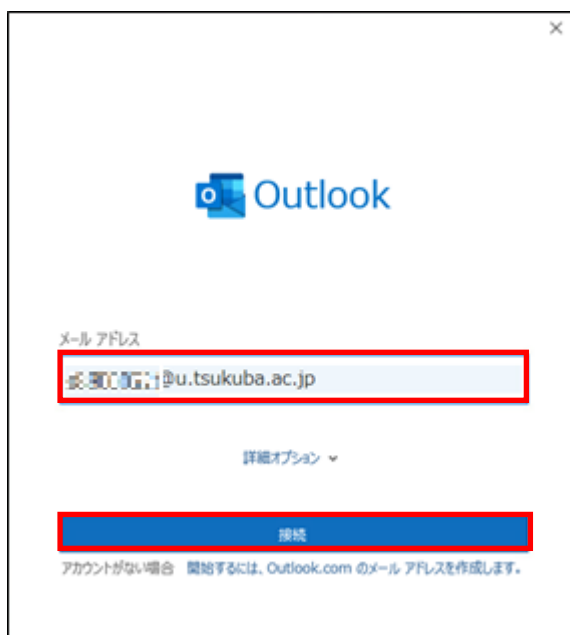 Outlook
メール アドレス
@u.tsukuba.ac.jp
詳細オプション
接続
アカウントがない場合 開始するには、Outlook.com のメール アドレスを作成します。